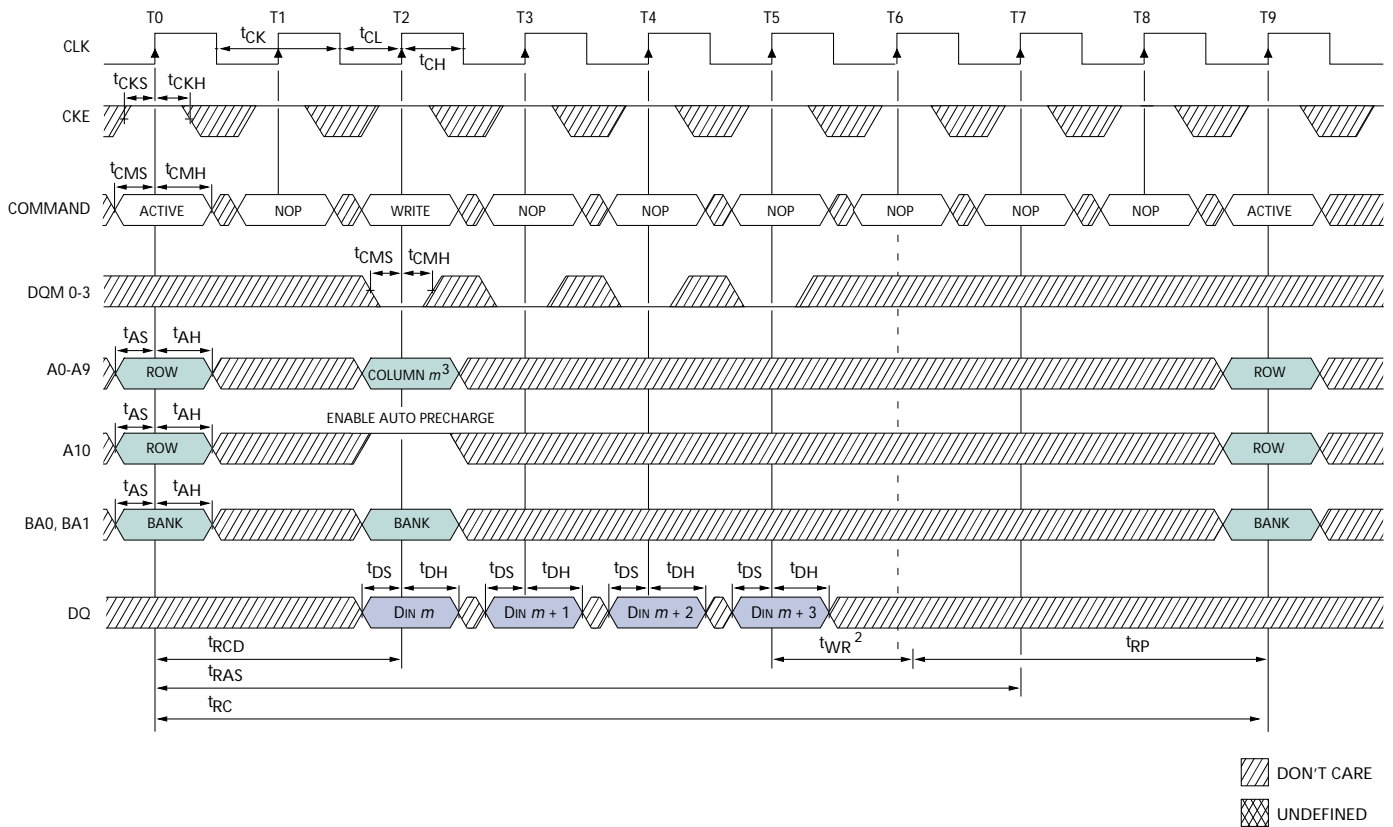 T0 T1 T2 T3 T4 T5 T6 T7 T8 T9
CLK tCK tCL tCH
tCKS tCKH
CKE
tCMS tCMH
COMMAND ACTIVE NOP WRITE NOP NOP NOP NOP NOP NOP ACTIVE
tCMS tCMH
DQM 0-3
tAS tAH
A0-A9 ROW COLUMN m3 ROW
ENABLE AUTO PRECHARGE
tAS tAH
A10 ROW ROW
tAS tAH
BA0, BA1 BANK BANK BANK
tDS tDH tDS tDH tDS tDH tDS tDH
DQ DIN m DIN m + 1 DIN m + 2 DIN m + 3
tRCD tWR 2 tRP
tRAS
tRC
DON'T CARE
UNDEFINED